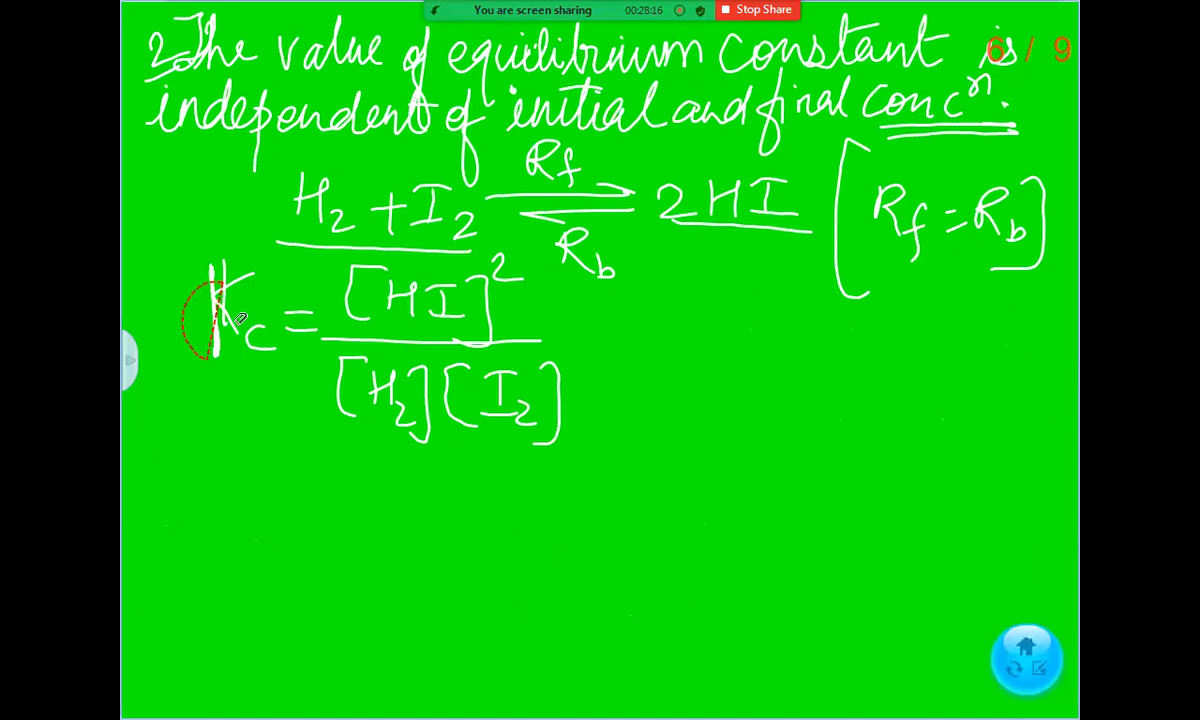 You are screen sharing 00:28:16 Stop Share
6 / 9
2. The value of equilibrium constant is
independent of initial and final concⁿ.
H₂ + I₂ ⇌ 2HI [Rf = Rb]
Rf
Rb
Kc = [HI]²
[H₂][I₂]